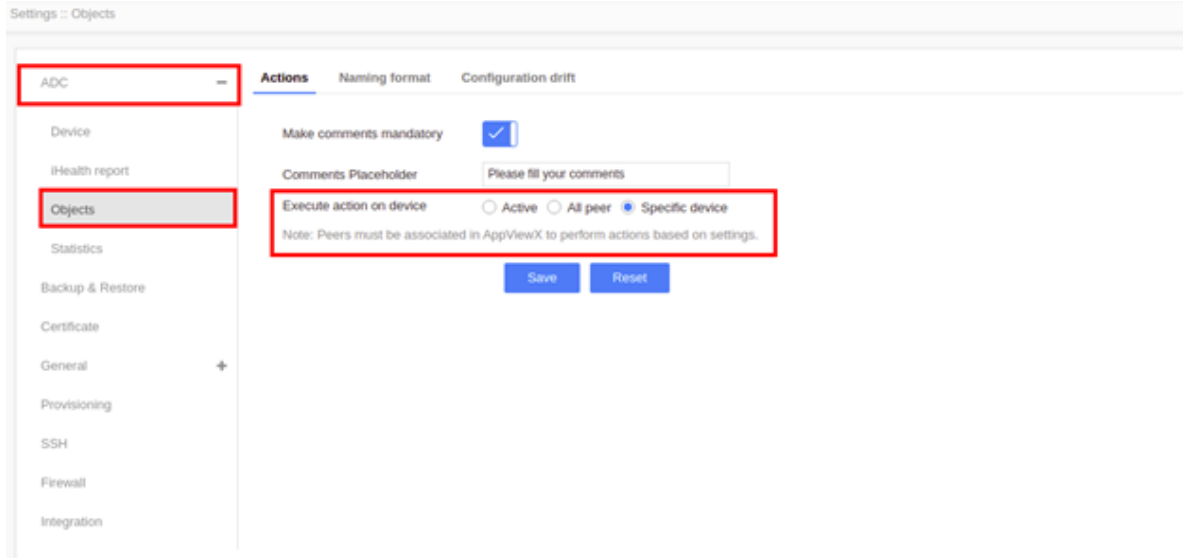 Settings :: Objects
ADC
Device
iHealth report
Objects
Statistics
Backup & Restore
Certificate
General
Provisioning
SSH
Firewall
Integration
Actions Naming format Configuration drift
Make comments mandatory
Comments Placeholder Please fill your comments
Execute action on device Active All peer Specific device
Note: Peers must be associated in AppViewX to perform actions based on settings.
Save Reset